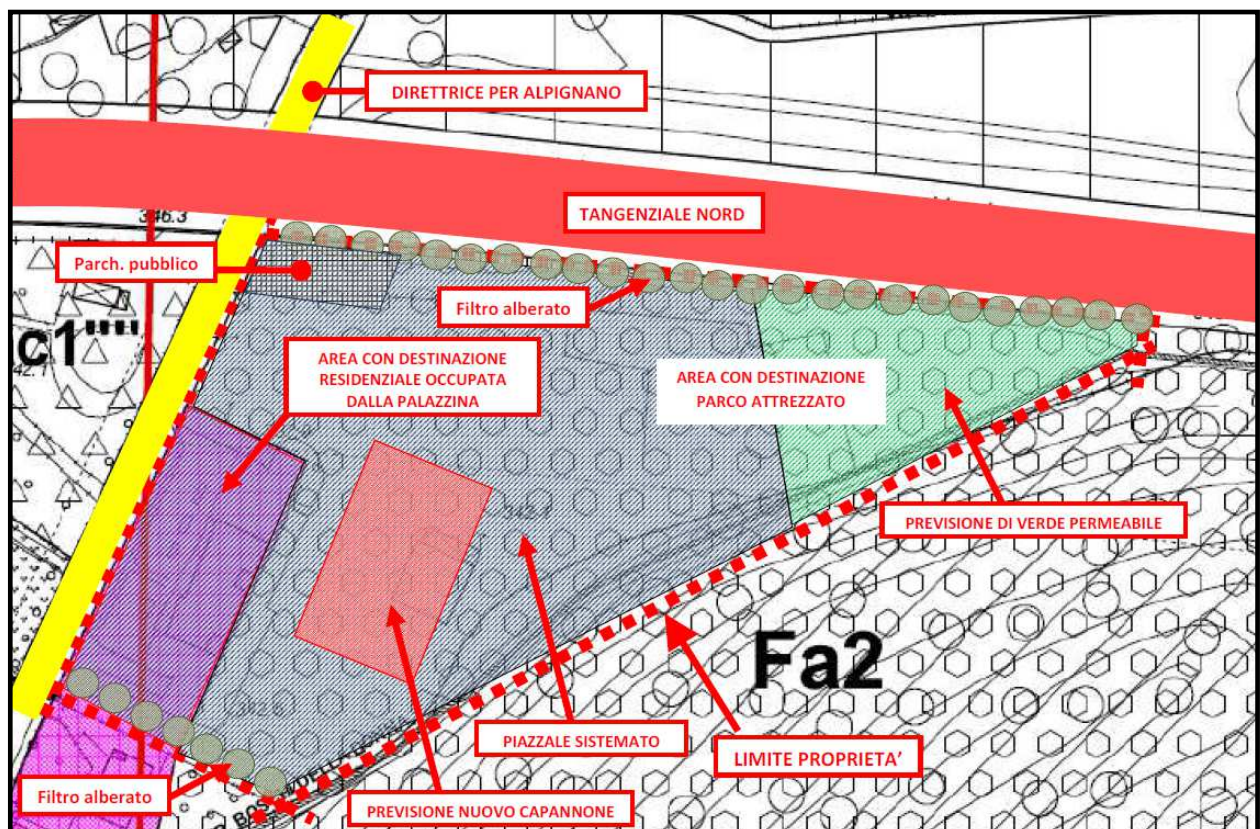 DIRETTRICE PER ALPIGNANO
TANGENZIALE NORD
346.3
Parch. pubblico
Filtro alberato
c1""
AREA CON DESTINAZIONE
RESIDENZIALE OCCUPATA
DALLA PALAZZINA
AREA CON DESTINAZIONE
PARCO ATTREZZATO
PREVISIONE DI VERDE PERMEABILE
Fa2
342.6
PIAZZALE SISTEMATO
LIMITE PROPRIETA’
Filtro alberato
PREVISIONE NUOVO CAPANNONE